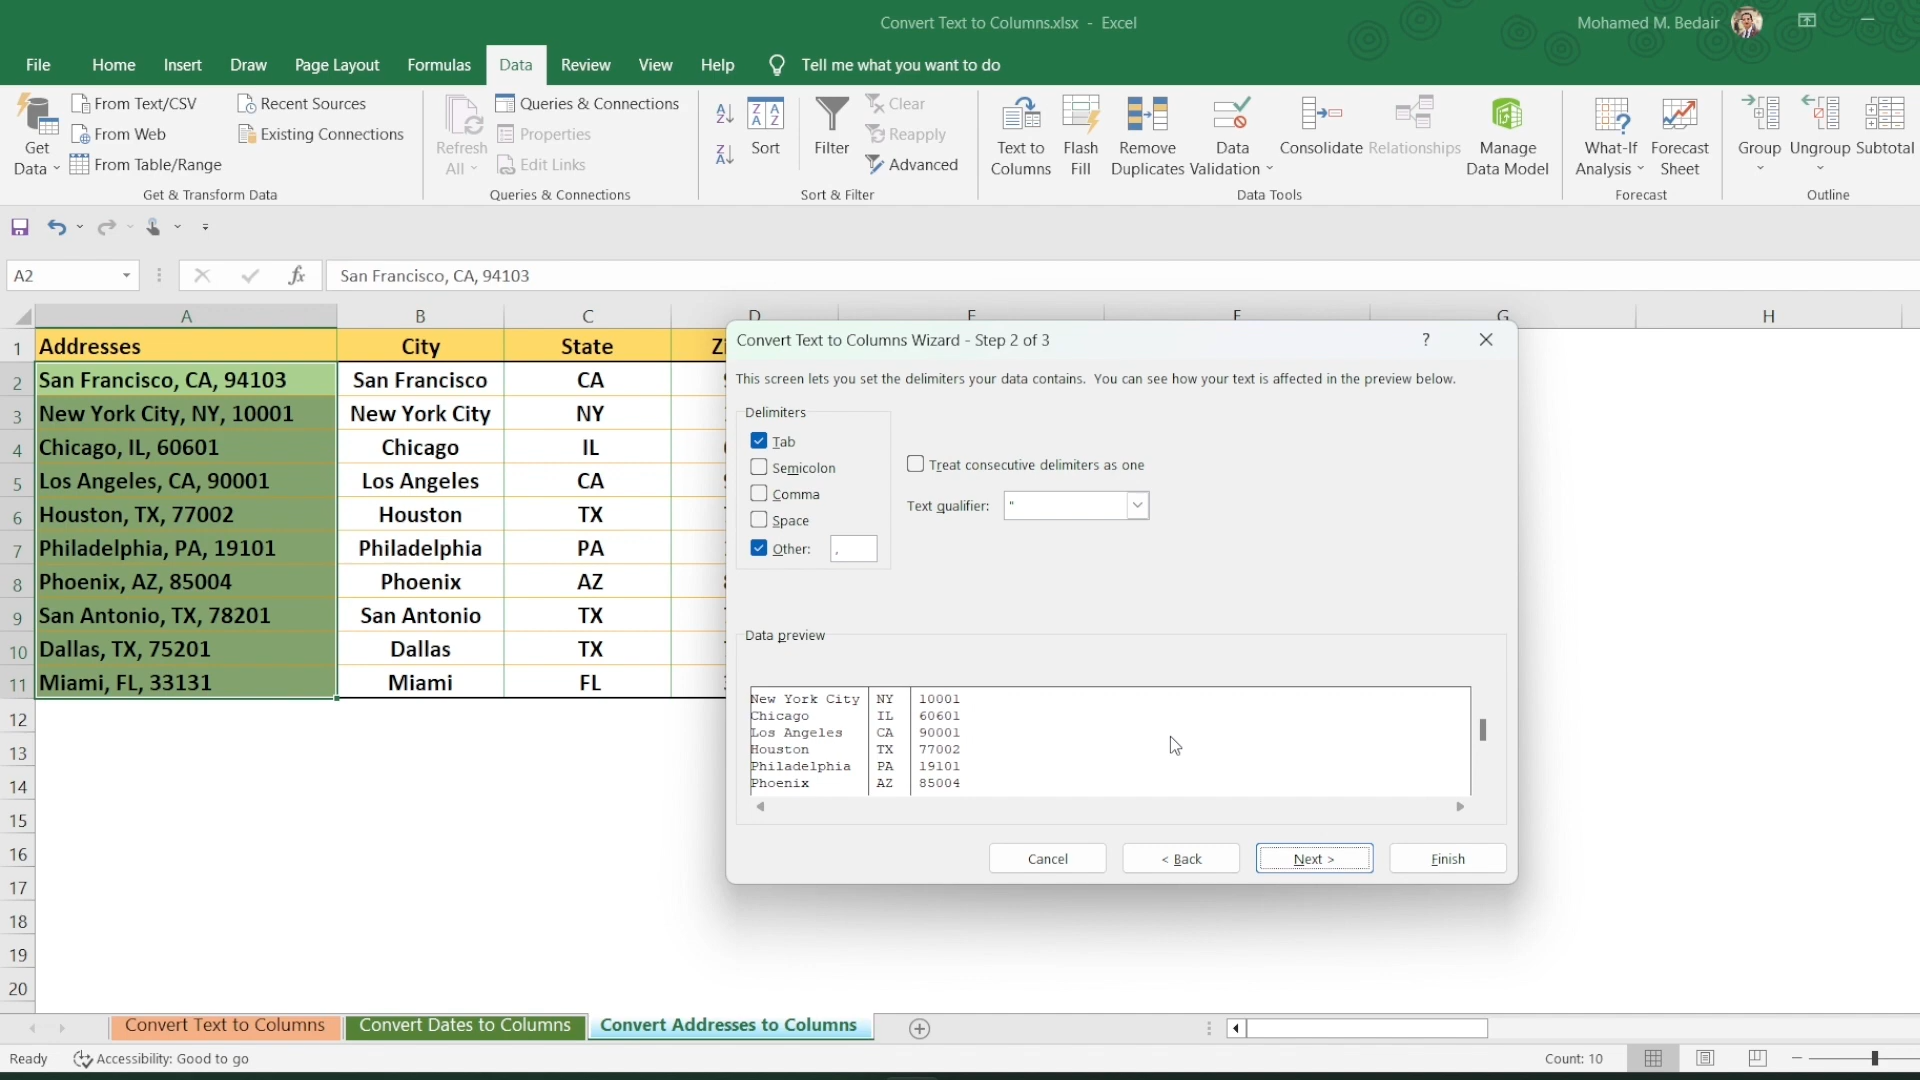 Convert Text to Columns.xlsx - Excel
Mohamed M. Bedair
File Home Insert Draw Page Layout Formulas Data Review View Help Tell me what you want to do
Get Data
From Text/CSV
From Web
From Table/Range
Recent Sources
Existing Connections
Get & Transform Data
Refresh All
Queries & Connections
Properties
Edit Links
Queries & Connections
Sort
Filter
Clear
Reapply
Advanced
Sort & Filter
Text to Columns
Flash Fill
Remove Duplicates
Data Validation
Consolidate
Relationships
Manage Data Model
Data Tools
What-If Analysis
Forecast Sheet
Forecast
Group
Ungroup
Subtotal
Outline
A2
fx
San Francisco, CA, 94103
A B C D E F G H
1 Addresses City State
2 San Francisco, CA, 94103 San Francisco CA
3 New York City, NY, 10001 New York City NY
4 Chicago, IL, 60601 Chicago IL
5 Los Angeles, CA, 90001 Los Angeles CA
6 Houston, TX, 77002 Houston TX
7 Philadelphia, PA, 19101 Philadelphia PA
8 Phoenix, AZ, 85004 Phoenix AZ
9 San Antonio, TX, 78201 San Antonio TX
10 Dallas, TX, 75201 Dallas TX
11 Miami, FL, 33131 Miami FL
12
13
14
15
16
17
18
19
20
Convert Text to Columns Wizard - Step 2 of 3
?
This screen lets you set the delimiters your data contains. You can see how your text is affected in the preview below.
Delimiters
Tab
Semicolon
Comma
Space
Other: ,
Treat consecutive delimiters as one
Text qualifier: "
Data preview
New York City NY 10001
Chicago IL 60601
Los Angeles CA 90001
Houston TX 77002
Philadelphia PA 19101
Phoenix AZ 85004
Cancel < Back Next > Finish
Convert Text to Columns Convert Dates to Columns Convert Addresses to Columns
Ready Accessibility: Good to go Count: 10